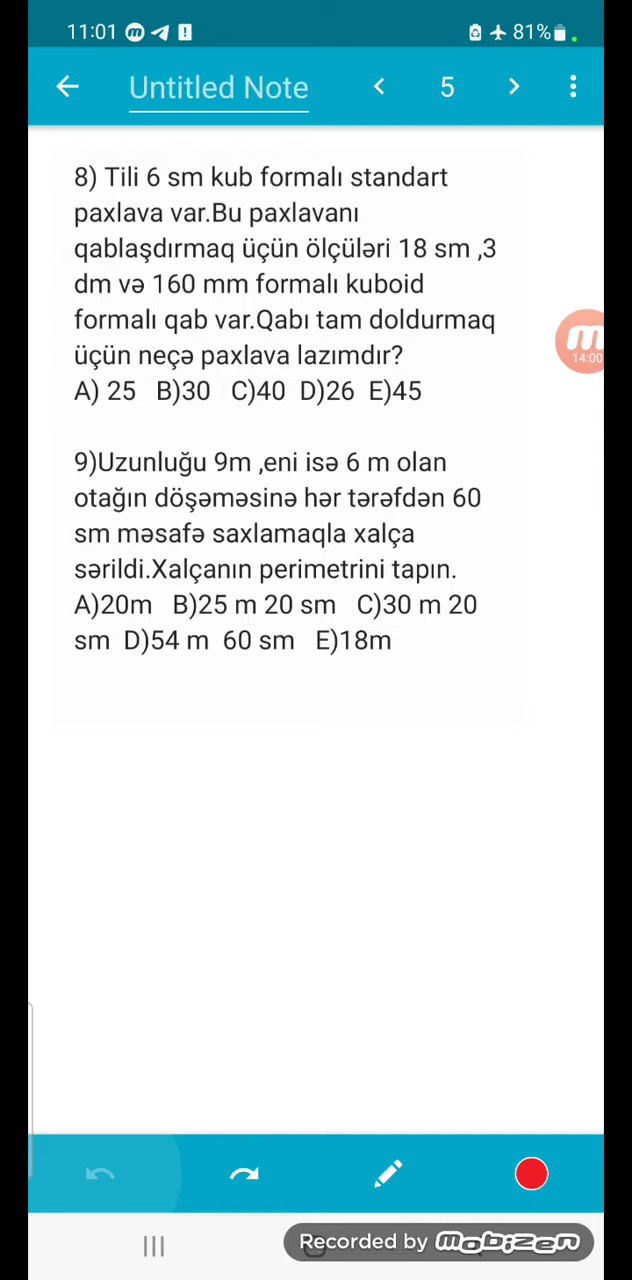 11:01
81%
Untitled Note
5
8) Tili 6 sm kub formalı standart
paxlava var.Bu paxlavanı
qablaşdırmaq üçün ölçüləri 18 sm ,3
dm və 160 mm formalı kuboid
formalı qab var.Qabı tam doldurmaq
üçün neçə paxlava lazımdır?
A) 25 B)30 C)40 D)26 E)45
14:00
9)Uzunluğu 9m ,eni isə 6 m olan
otağın döşəməsinə hər tərəfdən 60
sm məsafə saxlamaqla xalça
sərildi.Xalçanın perimetrini tapın.
A)20m B)25 m 20 sm C)30 m 20
sm D)54 m 60 sm E)18m
Recorded by mobizen